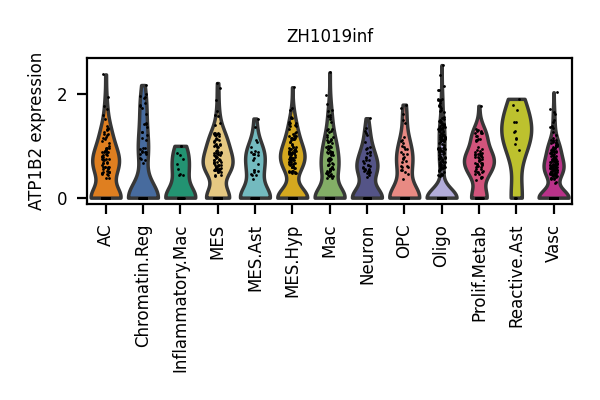 ZH1019inf
ATP1B2 expression
2
0
AC
Chromatin.Reg
Inflammatory.Mac
MES
MES.Ast
MES.Hyp
Mac
Neuron
OPC
Oligo
Prolif.Metab
Reactive.Ast
Vasc